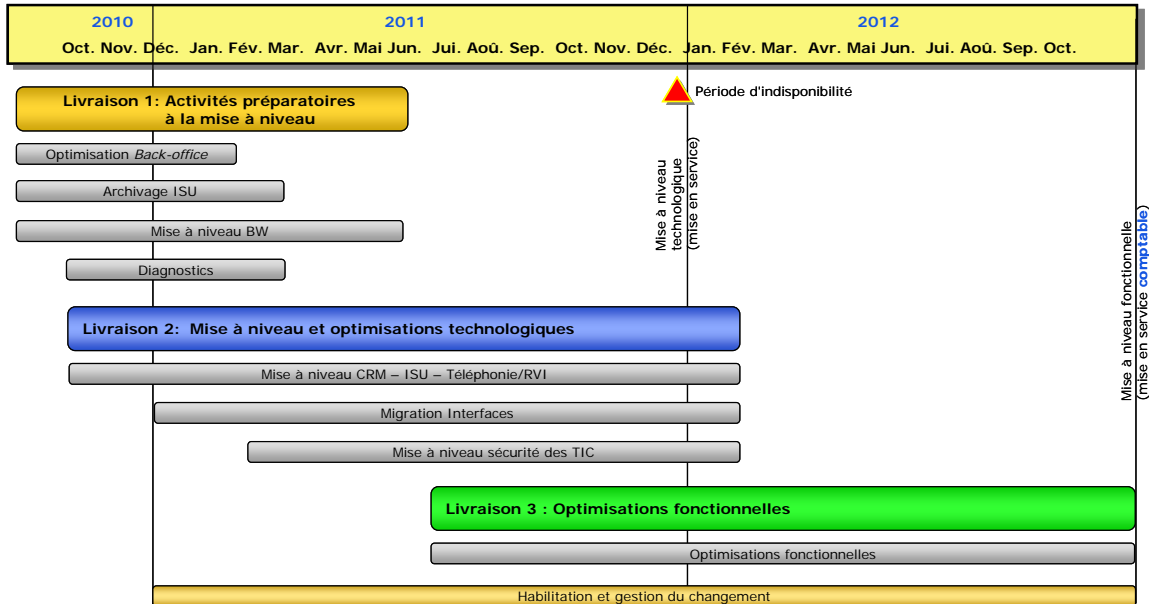 2010 2011 2012
Oct. Nov. Déc. Jan. Fév. Mar. Avr. Mai Jun. Jui. Aoû. Sep. Oct. Nov. Déc. Jan. Fév. Mar. Avr. Mai Jun. Jui. Aoû. Sep. Oct.
Livraison 1: Activités préparatoires
à la mise à niveau
Période d'indisponibilité
Optimisation Back-office
Archivage ISU
Mise à niveau BW
Diagnostics
Mise à niveau
technologique
(mise en service)
Mise à niveau fonctionnelle
(mise en service comptable)
Livraison 2: Mise à niveau et optimisations technologiques
Mise à niveau CRM – ISU – Téléphonie/RVI
Migration Interfaces
Mise à niveau sécurité des TIC
Livraison 3 : Optimisations fonctionnelles
Optimisations fonctionnelles
Habilitation et gestion du changement